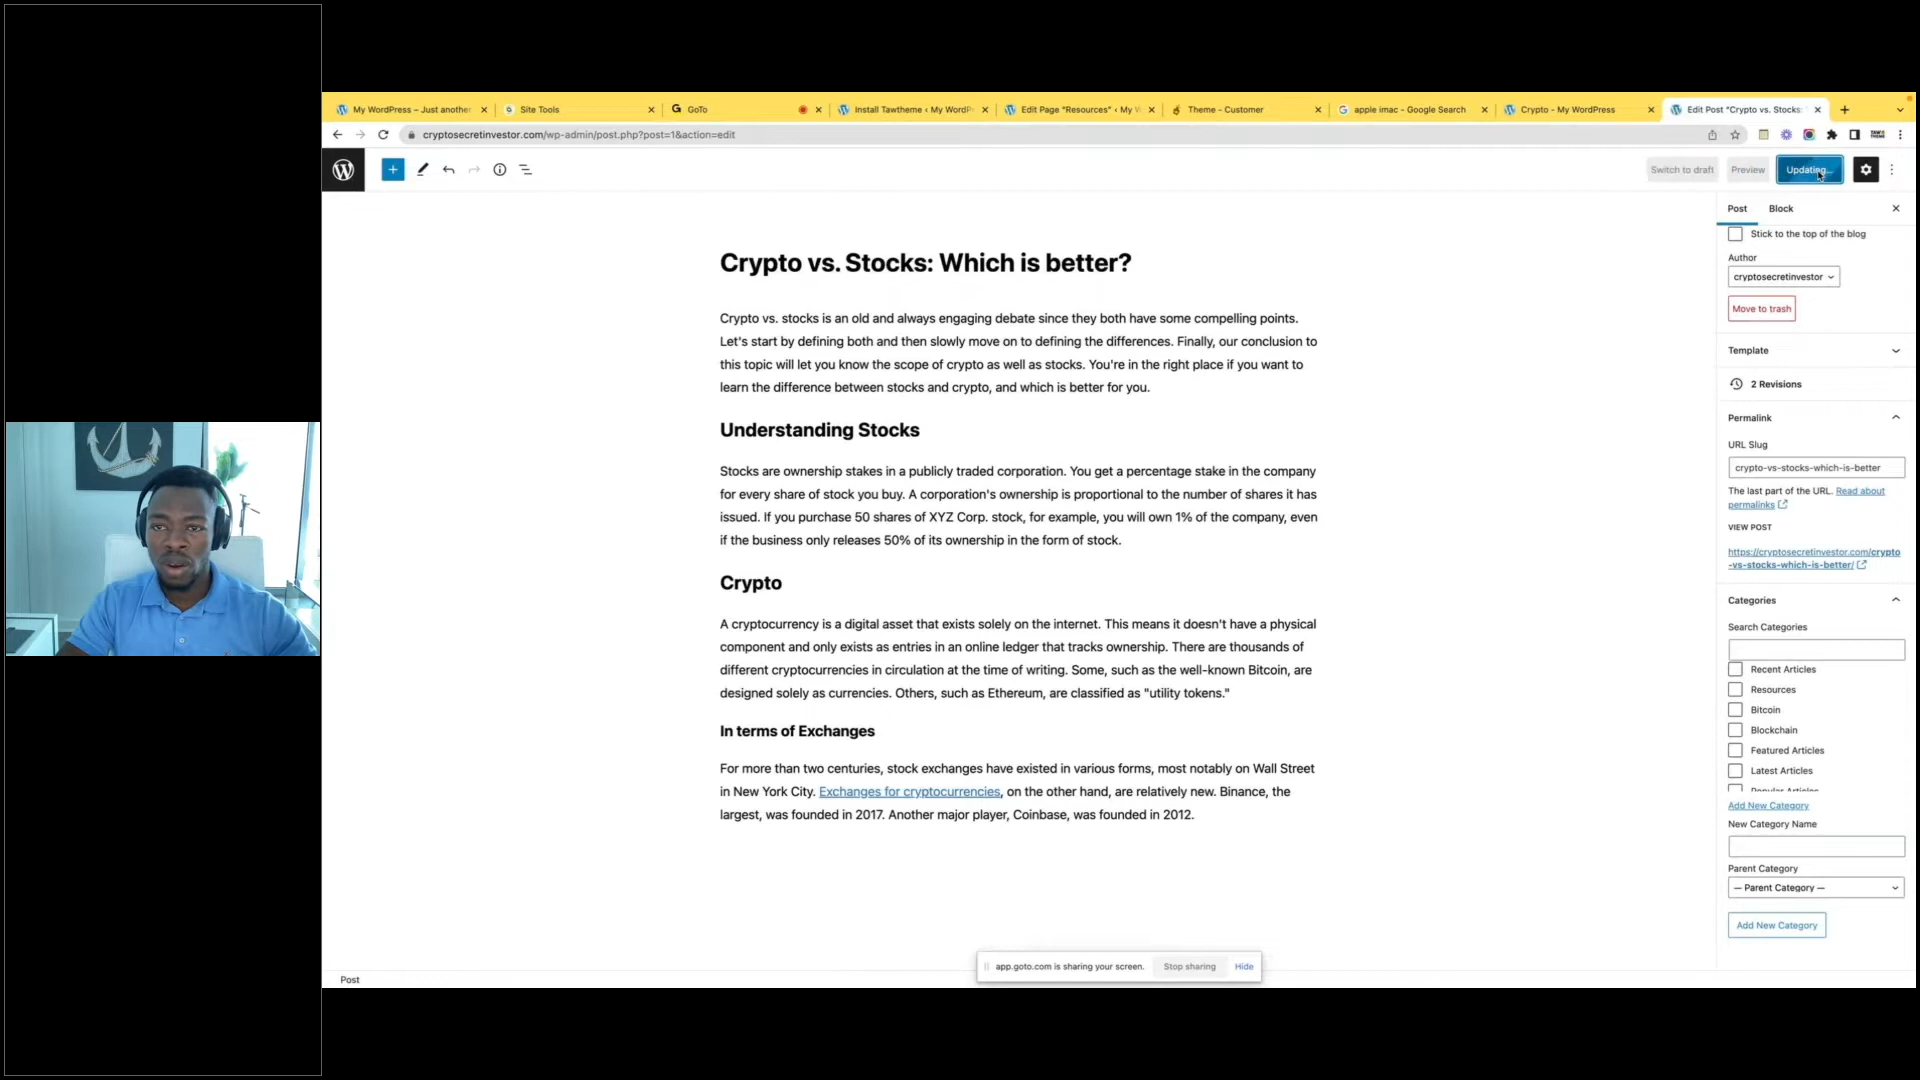 My WordPress – Just another
Site Tools
GoTo
Install Tawtheme ‹ My WordP
Edit Page "Resources" ‹ My W
Theme - Customer
apple imac - Google Search
Crypto - My WordPress
Edit Post "Crypto vs. Stocks:
cryptosecretinvestor.com/wp-admin/post.php?post=1&action=edit
Switch to draft
Preview
Updating...
Post
Block
Stick to the top of the blog
Author
cryptosecretinvestor
Move to trash
Template
2 Revisions
Permalink
URL Slug
crypto-vs-stocks-which-is-better
The last part of the URL. Read about
permalinks
VIEW POST
https://cryptosecretinvestor.com/crypto
-vs-stocks-which-is-better/
Categories
Search Categories
Recent Articles
Resources
Bitcoin
Blockchain
Featured Articles
Latest Articles
Popular Articles
Add New Category
New Category Name
Parent Category
— Parent Category —
Add New Category
Crypto vs. Stocks: Which is better?
Crypto vs. stocks is an old and always engaging debate since they both have some compelling points.
Let's start by defining both and then slowly move on to defining the differences. Finally, our conclusion to
this topic will let you know the scope of crypto as well as stocks. You're in the right place if you want to
learn the difference between stocks and crypto, and which is better for you.
Understanding Stocks
Stocks are ownership stakes in a publicly traded corporation. You get a percentage stake in the company
for every share of stock you buy. A corporation's ownership is proportional to the number of shares it has
issued. If you purchase 50 shares of XYZ Corp. stock, for example, you will own 1% of the company, even
if the business only releases 50% of its ownership in the form of stock.
Crypto
A cryptocurrency is a digital asset that exists solely on the internet. This means it doesn't have a physical
component and only exists as entries in an online ledger that tracks ownership. There are thousands of
different cryptocurrencies in circulation at the time of writing. Some, such as the well-known Bitcoin, are
designed solely as currencies. Others, such as Ethereum, are classified as "utility tokens."
In terms of Exchanges
For more than two centuries, stock exchanges have existed in various forms, most notably on Wall Street
in New York City. Exchanges for cryptocurrencies, on the other hand, are relatively new. Binance, the
largest, was founded in 2017. Another major player, Coinbase, was founded in 2012.
app.goto.com is sharing your screen.
Stop sharing
Hide
Post